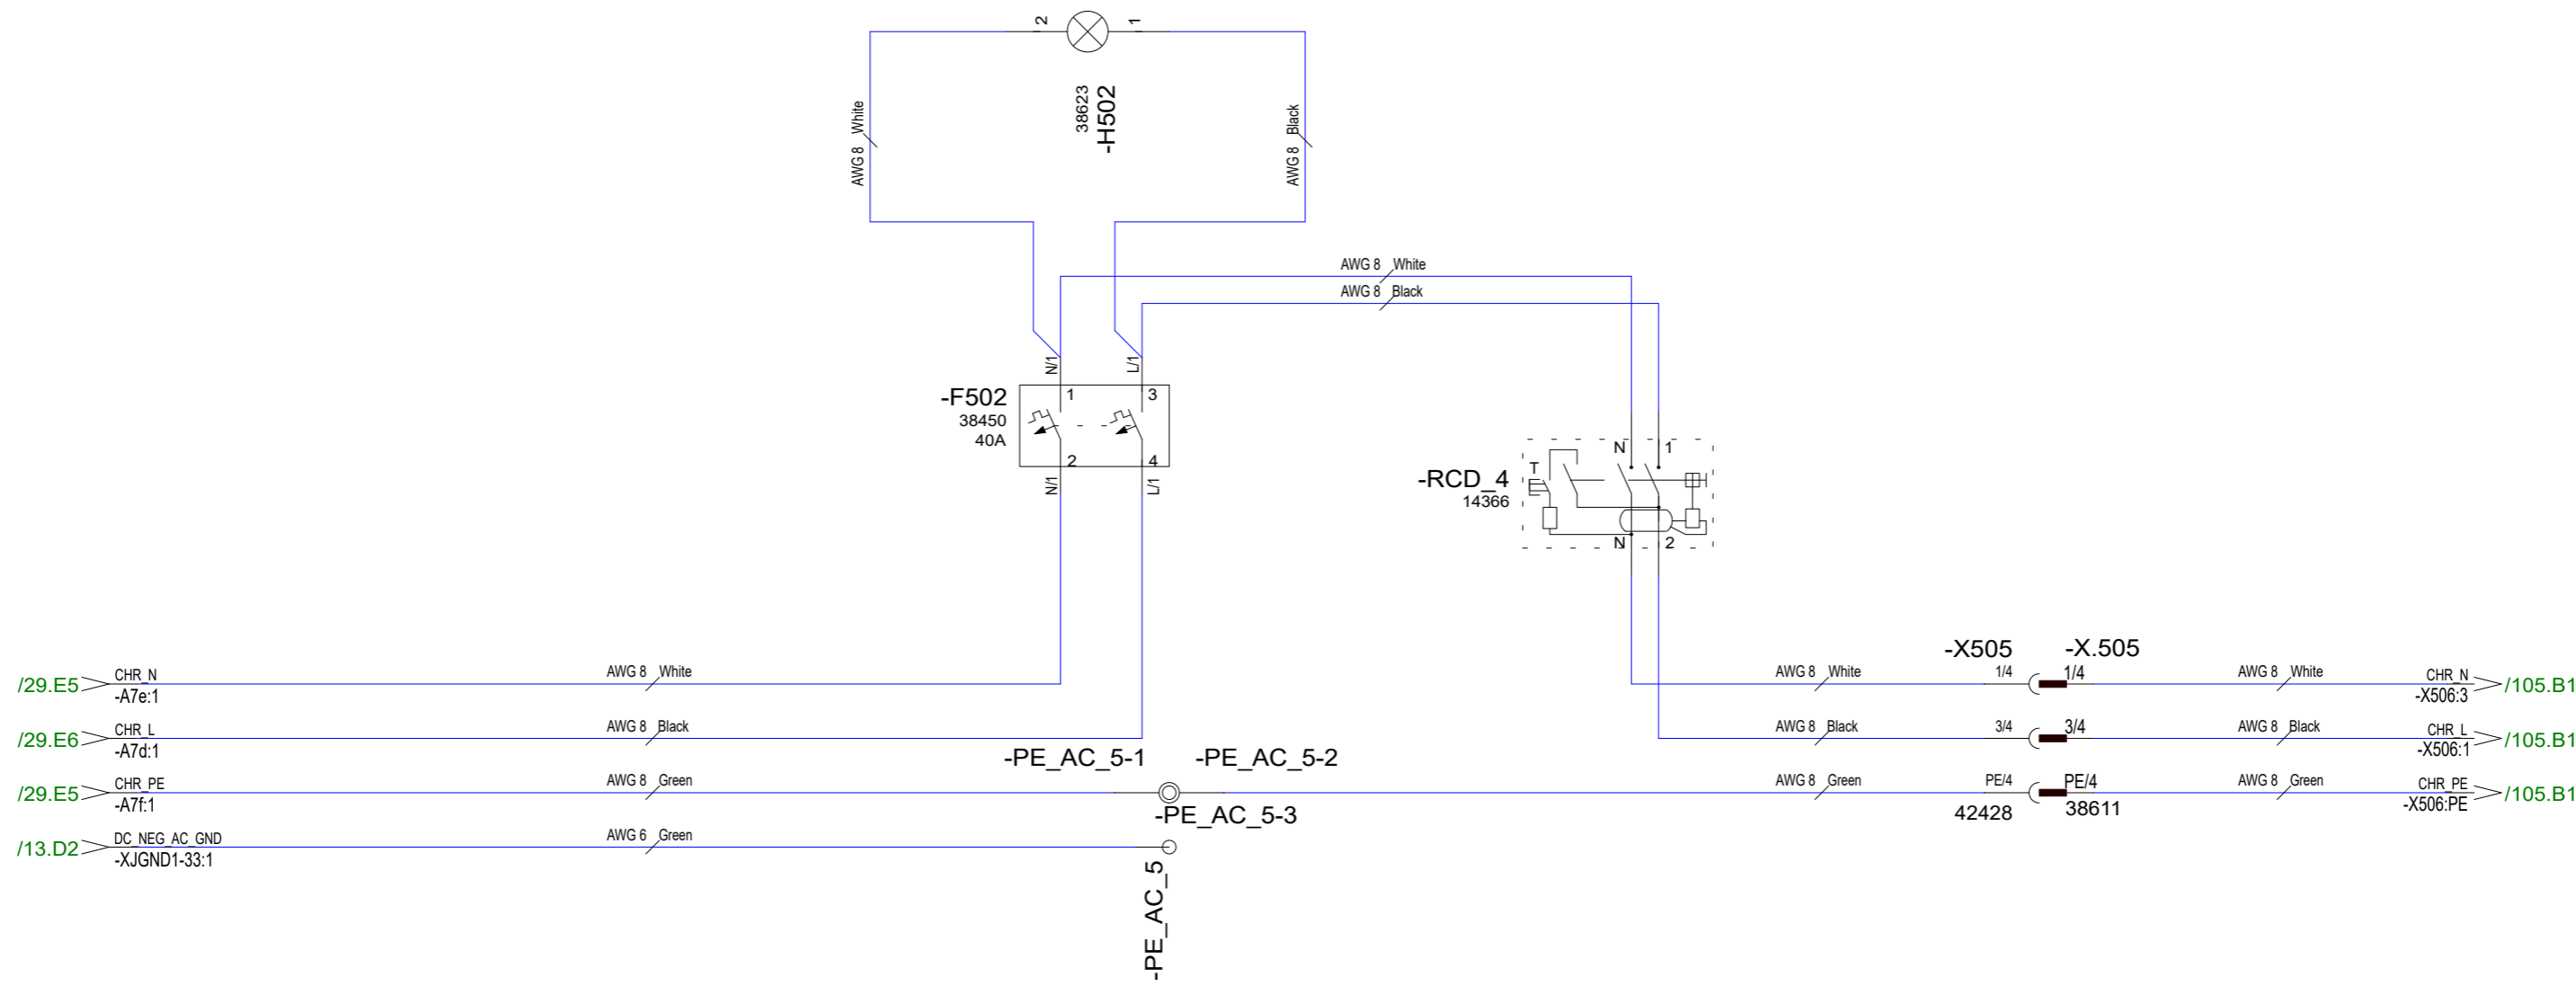 2
1
38623
-H502
AWG 8 White
AWG 8 Black
AWG 8 White
AWG 8 Black
N/1
L/1
-F502
38450
40A
1
3
2
4
N/1
L/1
-RCD_4
14366
T
N
1
N
2
/29.E5
CHR_N
-A7e:1
AWG 8 White
/29.E6
CHR_L
-A7d:1
AWG 8 Black
/29.E5
CHR_PE
-A7f:1
AWG 8 Green
/13.D2
DC_NEG_AC_GND
-XJGND1-33:1
AWG 6 Green
-PE_AC_5-1
-PE_AC_5-2
-PE_AC_5-3
-PE_AC_5
-X505
-X.505
AWG 8 White
1/4
1/4
AWG 8 White
CHR_N
-X506:3
/105.B1
AWG 8 Black
3/4
3/4
AWG 8 Black
CHR_L
-X506:1
/105.B1
AWG 8 Green
PE/4
PE/4
AWG 8 Green
CHR_PE
-X506:PE
/105.B1
42428
38611